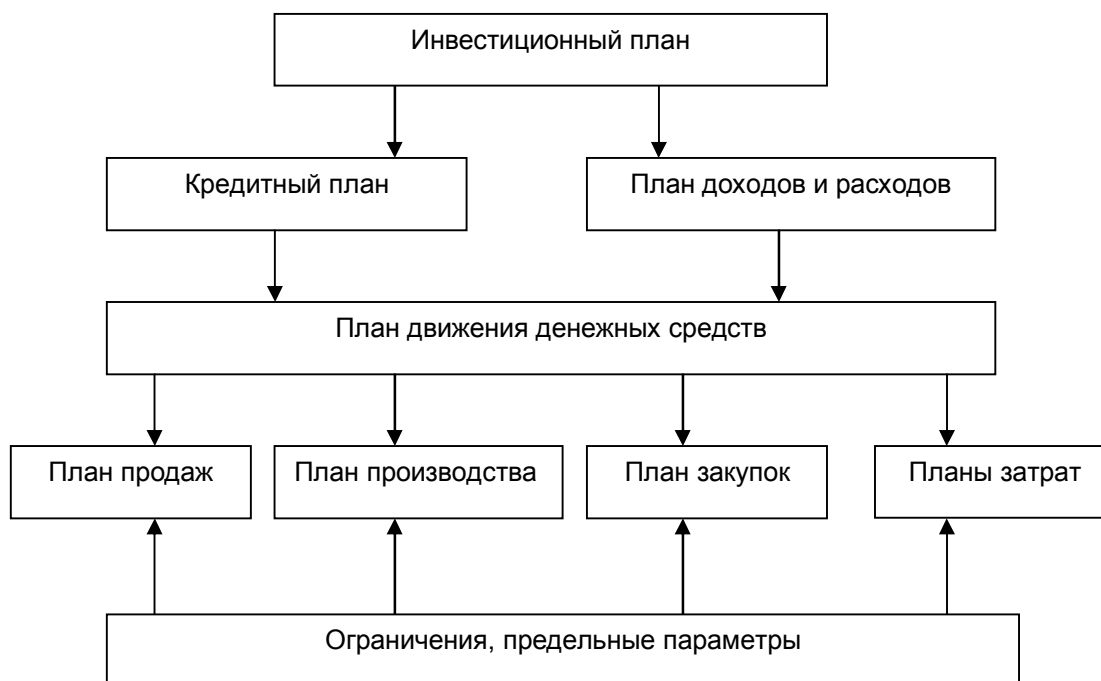 Инвестиционный план
Кредитный план
План доходов и расходов
План движения денежных средств
План продаж
План производства
План закупок
Планы затрат
Ограничения, предельные параметры